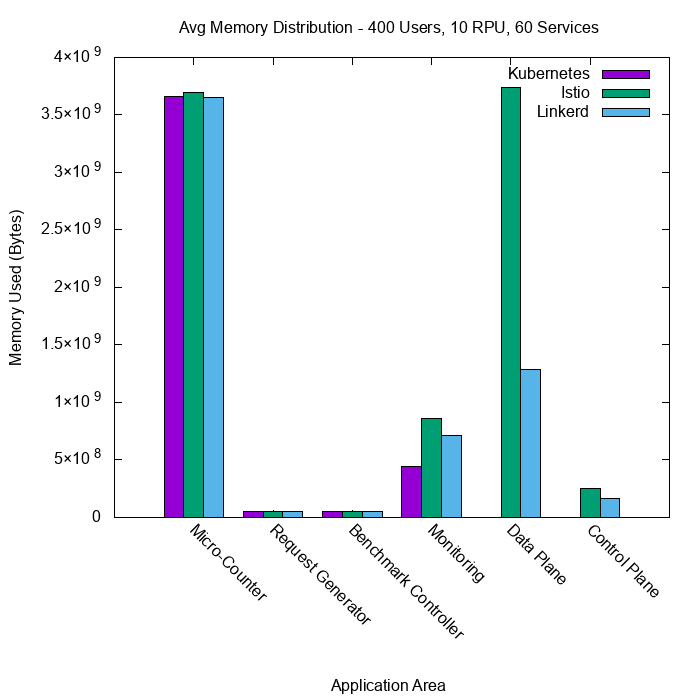 Avg Memory Distribution - 400 Users, 10 RPU, 60 Services
Kubernetes
Istio
Linkerd
4×10⁹
3.5×10⁹
3×10⁹
2.5×10⁹
2×10⁹
1.5×10⁹
1×10⁹
5×10⁸
0
Memory Used (Bytes)
Micro-Counter
Request Generator
Benchmark Controller
Monitoring
Data Plane
Control Plane
Application Area